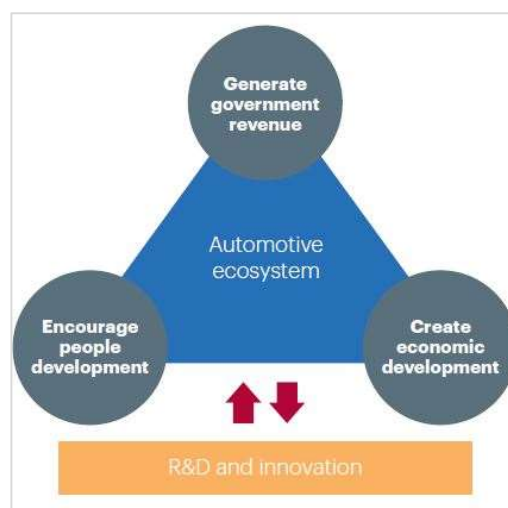 Generate
government
revenue
Automotive
ecosystem
Encourage
people
development
Create
economic
development
R&D and innovation